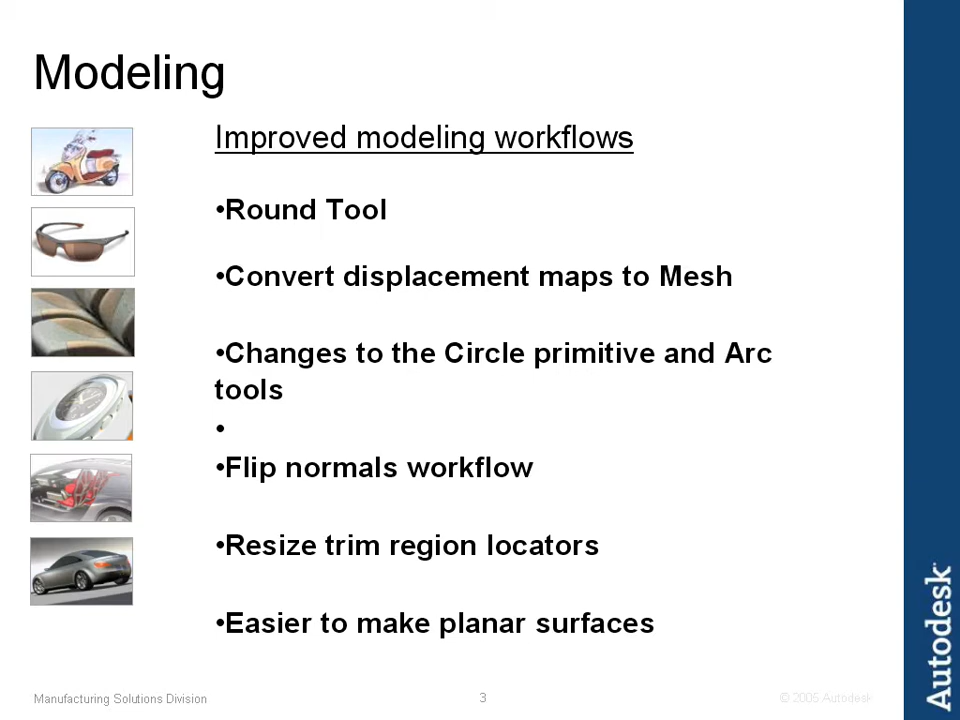 Modeling
Improved modeling workflows
•Round Tool
•Convert displacement maps to Mesh
•Changes to the Circle primitive and Arc
tools
•
•Flip normals workflow
•Resize trim region locators
•Easier to make planar surfaces
Manufacturing Solutions Division
3
© 2005 Autodesk
Autodesk